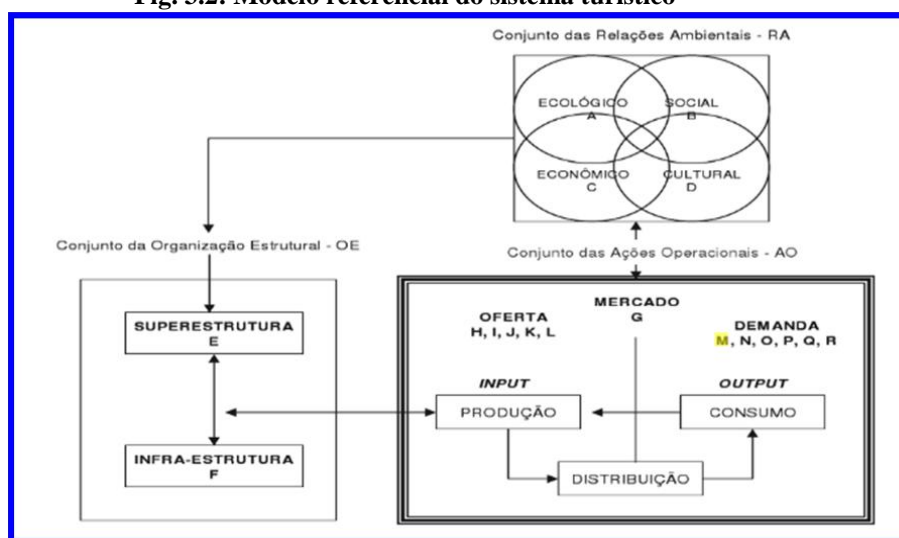 Fig. 3.2: Modelo referencial do sistema turístico
Conjunto das Relações Ambientais - RA
ECOLÓGICO
A
SOCIAL
B
ECONÔMICO
C
CULTURAL
D
Conjunto da Organização Estrutural - OE
Conjunto das Ações Operacionais - AO
SUPERESTRUTURA
E
INFRA-ESTRUTURA
F
MERCADO
G
OFERTA
H, I, J, K, L
DEMANDA
M, N, O, P, Q, R
INPUT
OUTPUT
PRODUÇÃO
CONSUMO
DISTRIBUIÇÃO